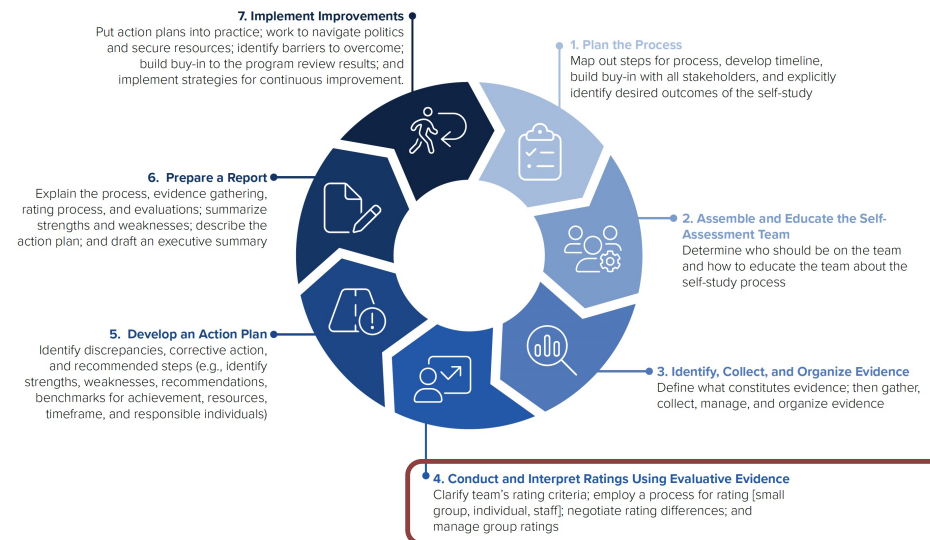 7. Implement Improvements
Put action plans into practice; work to navigate politics
and secure resources; identify barriers to overcome;
build buy-in to the program review results; and
implement strategies for continuous improvement.
1. Plan the Process
Map out steps for process, develop timeline,
build buy-in with all stakeholders, and explicitly
identify desired outcomes of the self-study
6. Prepare a Report
Explain the process, evidence gathering,
rating process, and evaluations; summarize
strengths and weaknesses; describe the
action plan; and draft an executive summary
2. Assemble and Educate the Self-
Assessment Team
Determine who should be on the team
and how to educate the team about the
self-study process
5. Develop an Action Plan
Identify discrepancies, corrective action,
and recommended steps (e.g., identify
strengths, weaknesses, recommendations,
benchmarks for achievement, resources,
timeframe, and responsible individuals)
3. Identify, Collect, and Organize Evidence
Define what constitutes evidence; then gather,
collect, manage, and organize evidence
4. Conduct and Interpret Ratings Using Evaluative Evidence
Clarify team's rating criteria; employ a process for rating [small
group, individual, staff]; negotiate rating differences; and
manage group ratings